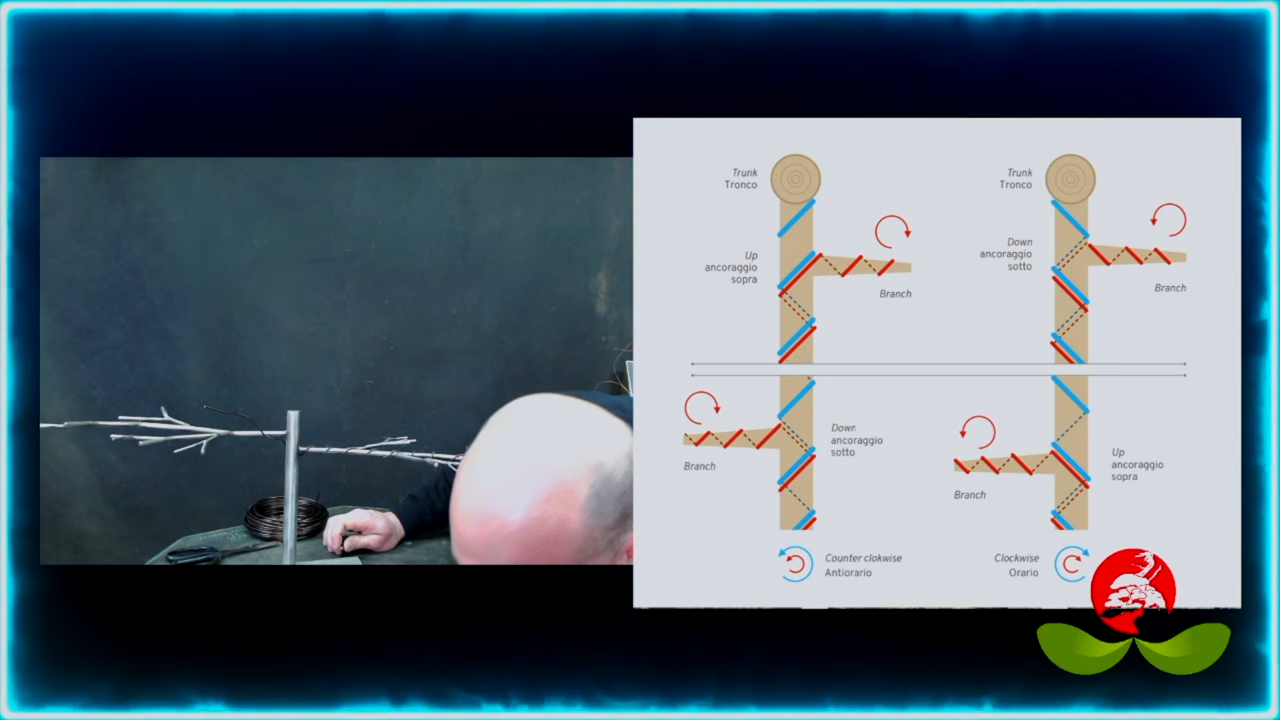 Trunk
Tronco
Up
ancoraggio
sopra
Branch
Trunk
Tronco
Down
ancoraggio
sotto
Branch
Down
ancoraggio
sotto
Branch
Up
ancoraggio
sopra
Branch
Counter clokwise
Antiorario
Clockwise
Orario